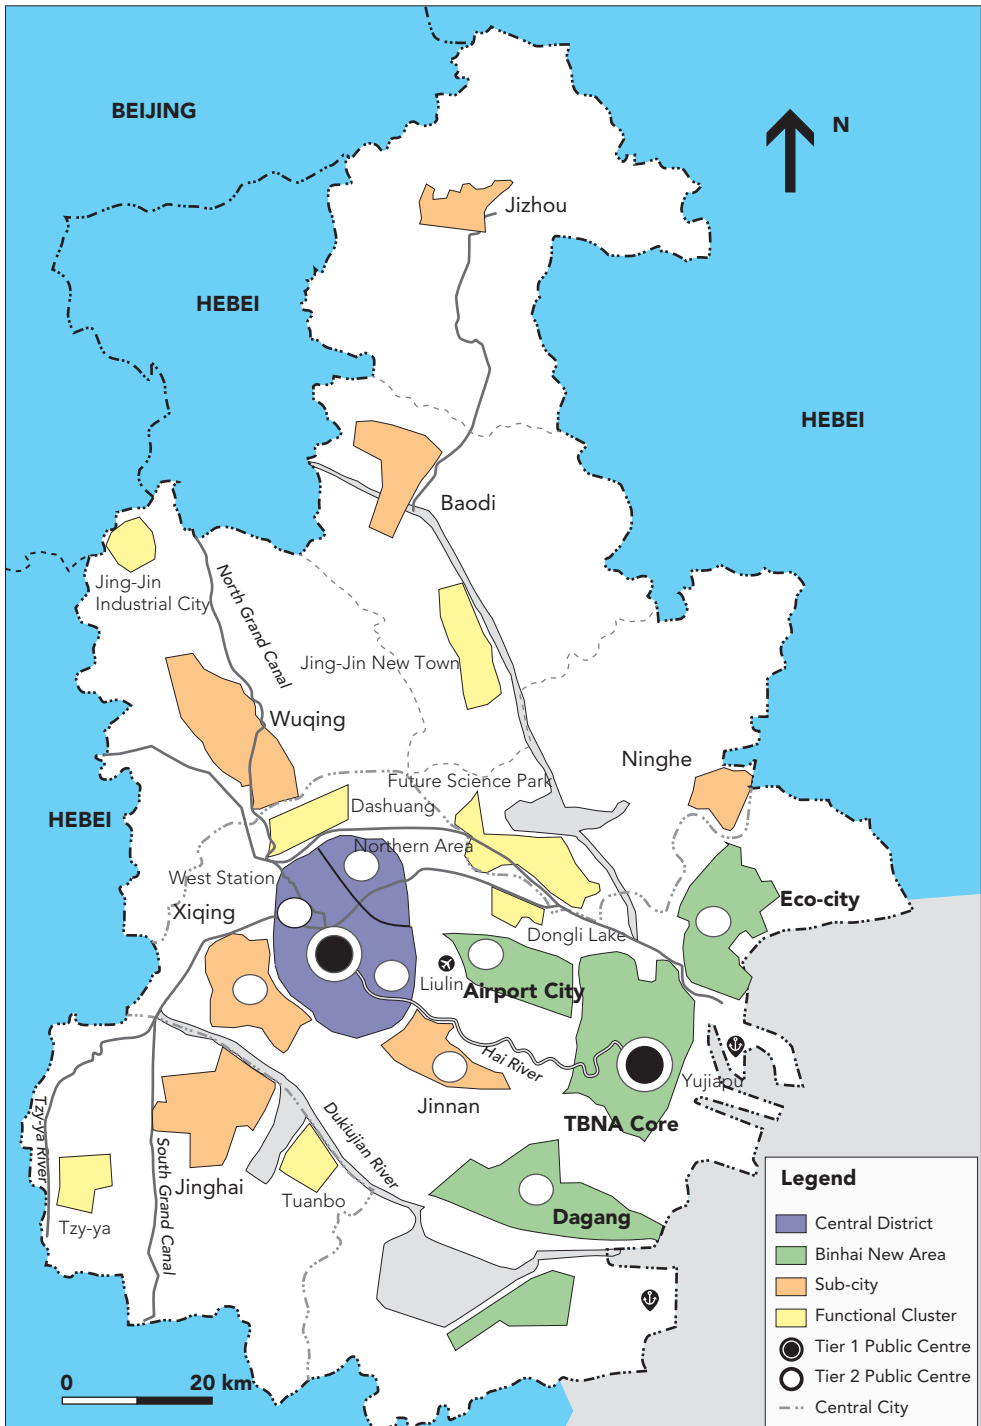 BEIJING
N
Jizhou
HEBEI
HEBEI
Baodi
Jing-Jin
Industrial City
North Grand Canal
Jing-Jin New Town
Wuqing
Ninghe
Future Science Park
Dashuang
HEBEI
Northern Area
West Station
Xiqing
Eco-city
Dongli Lake
Liulin
Airport City
Hai River
Yujiapu
Jinnan
TBNA Core
Tzy-ya River
South Grand Canal
Dukiujian River
Jinghai
Tuanbo
Dagang
Tzy-ya
Legend
Central District
Binhai New Area
Sub-city
Functional Cluster
Tier 1 Public Centre
Tier 2 Public Centre
Central City
0 20 km